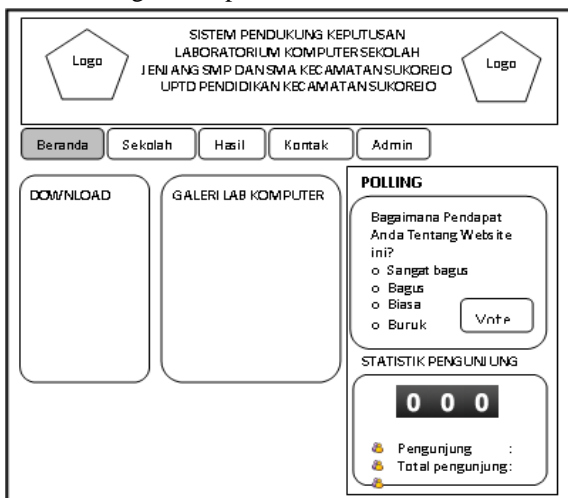 Logo
SISTEM PENDUKUNG KEPUTUSAN
LABORATORIUM KOMPUTER SEKOLAH
JENJANG SMP DAN SMA KECAMATAN SUKOREJO
UPTD PENDIDIKAN KECAMATAN SUKOREJO
Logo
Beranda
Sekolah
Hasil
Kontak
Admin
DOWNLOAD
GALERI LAB KOMPUTER
POLLING
Bagaimana Pendapat
Anda Tentang Website
ini?
o Sangat bagus
o Bagus
o Biasa
o Buruk
Vote
STATISTIK PENGUNJUNG
0 0 0
Pengunjung :
Total pengunjung: